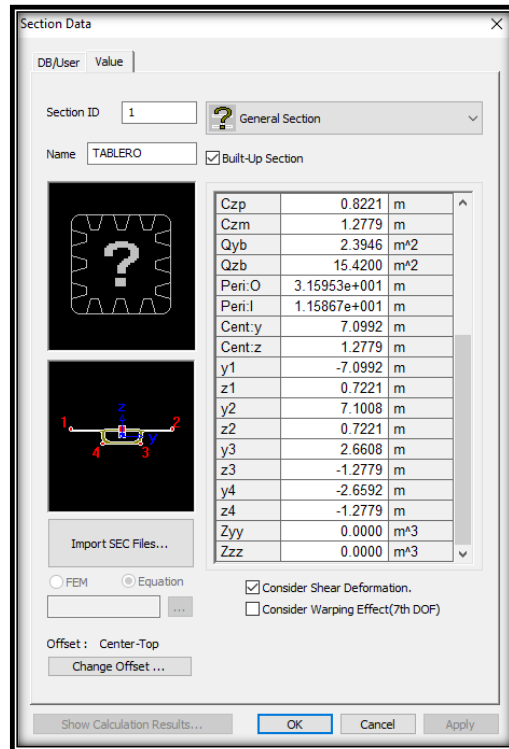 Section Data
DB/User Value
Section ID 1 General Section
Name TABLERO Built-Up Section
Czp 0.8221 m
Czm 1.2779 m
Qyb 2.3946 m^2
Qzb 15.4200 m^2
Peri:O 3.15953e+001 m
Peri:I 1.15867e+001 m
Cent:y 7.0992 m
Cent:z 1.2779 m
y1 -7.0992 m
z1 0.7221 m
y2 7.1008 m
z2 0.7221 m
y3 2.6608 m
z3 -1.2779 m
y4 -2.6592 m
z4 -1.2779 m
Zyy 0.0000 m^3
Zzz 0.0000 m^3
?
z
1 2
y
4 3
Import SEC Files...
FEM Equation
...
Consider Shear Deformation.
Consider Warping Effect(7th DOF)
Offset : Center-Top
Change Offset ...
Show Calculation Results... OK Cancel Apply